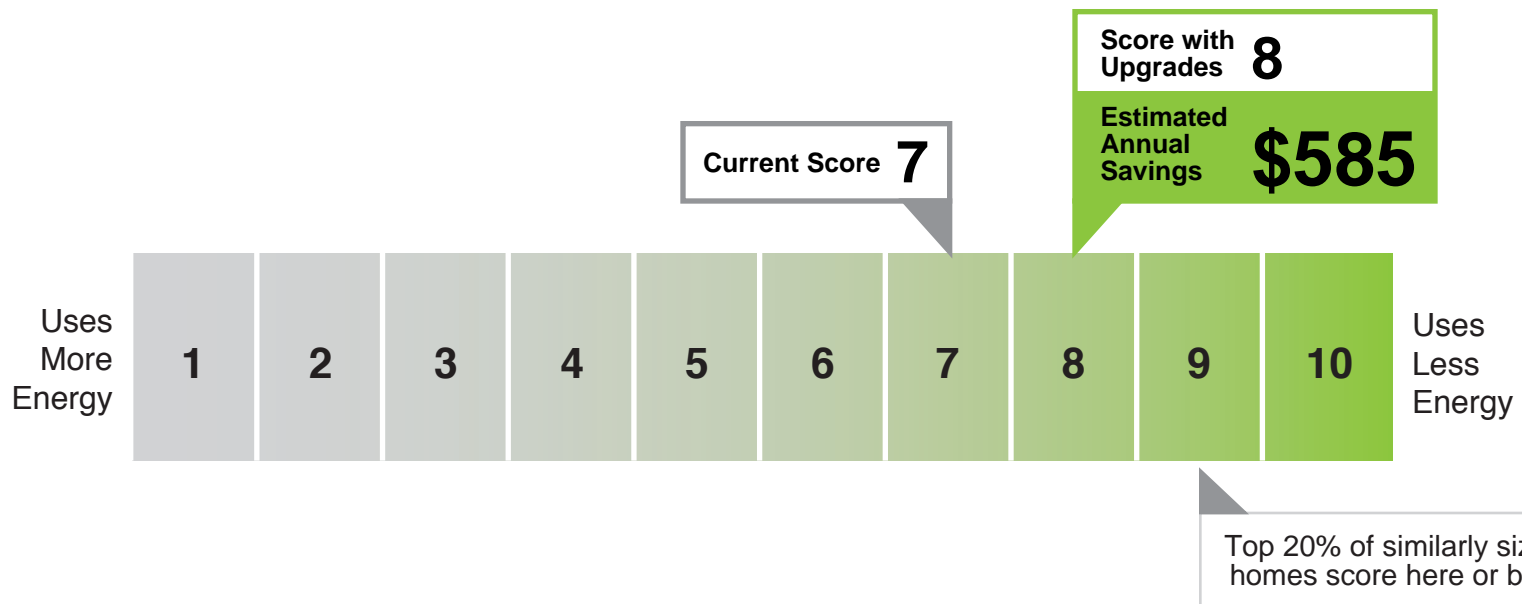 Score with
Upgrades 8
Estimated
Annual
Savings $585
Current Score 7
Uses
More
Energy
1 2 3 4 5 6 7 8 9 10
Uses
Less
Energy
Top 20% of similarly
homes score here or